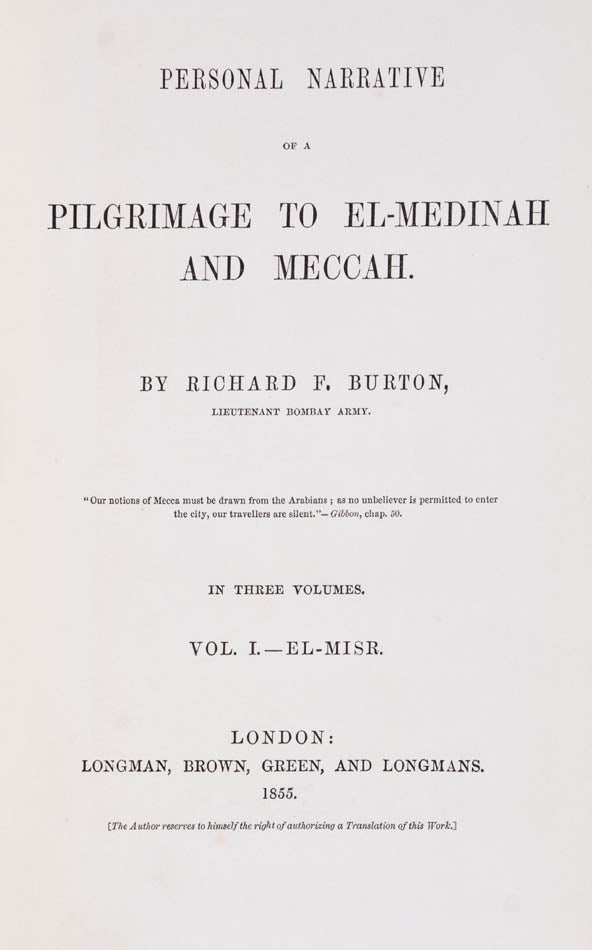 PERSONAL NARRATIVE
OF A
PILGRIMAGE TO EL-MEDINAH
AND MECCAH.
BY RICHARD F. BURTON,
LIEUTENANT BOMBAY ARMY.
"Our notions of Mecca must be drawn from the Arabians ; as no unbeliever is permitted to enter
the city, our travellers are silent."— Gibbon, chap. 50.
IN THREE VOLUMES.
VOL. I.—EL-MISR.
LONDON:
LONGMAN, BROWN, GREEN, AND LONGMANS.
1855.
[The Author reserves to himself the right of authorizing a Translation of this Work.]